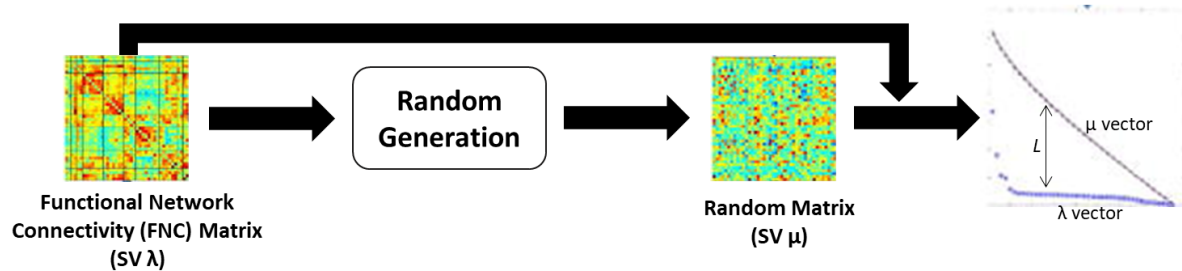 Functional Network
Connectivity (FNC) Matrix
(SV λ)
Random
Generation
Random Matrix
(SV μ)
μ vector
L
λ vector